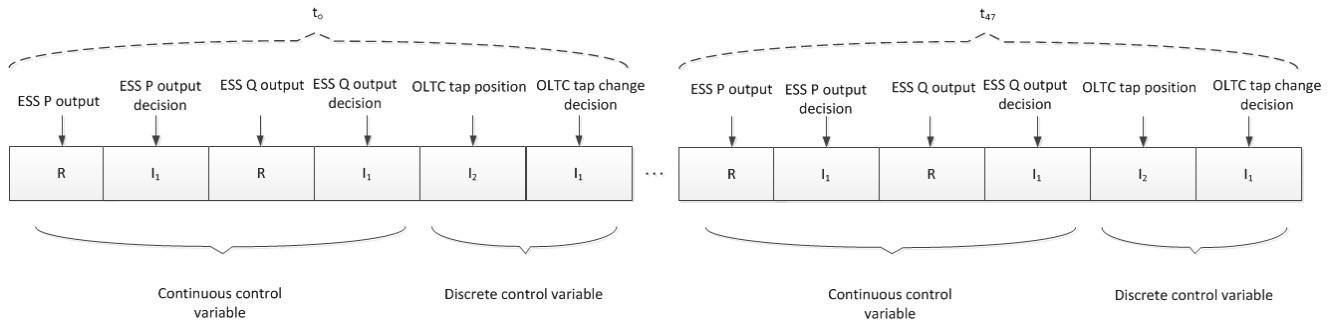 t₀
t₄₇
ESS P output
ESS P output decision
ESS Q output
ESS Q output decision
OLTC tap position
OLTC tap change decision
ESS P output
ESS P output decision
ESS Q output
ESS Q output decision
OLTC tap position
OLTC tap change decision
R
I₁
R
I₁
I₂
I₁
...
R
I₁
R
I₁
I₂
I₁
Continuous control
variable
Discrete control variable
Continuous control
variable
Discrete control variable